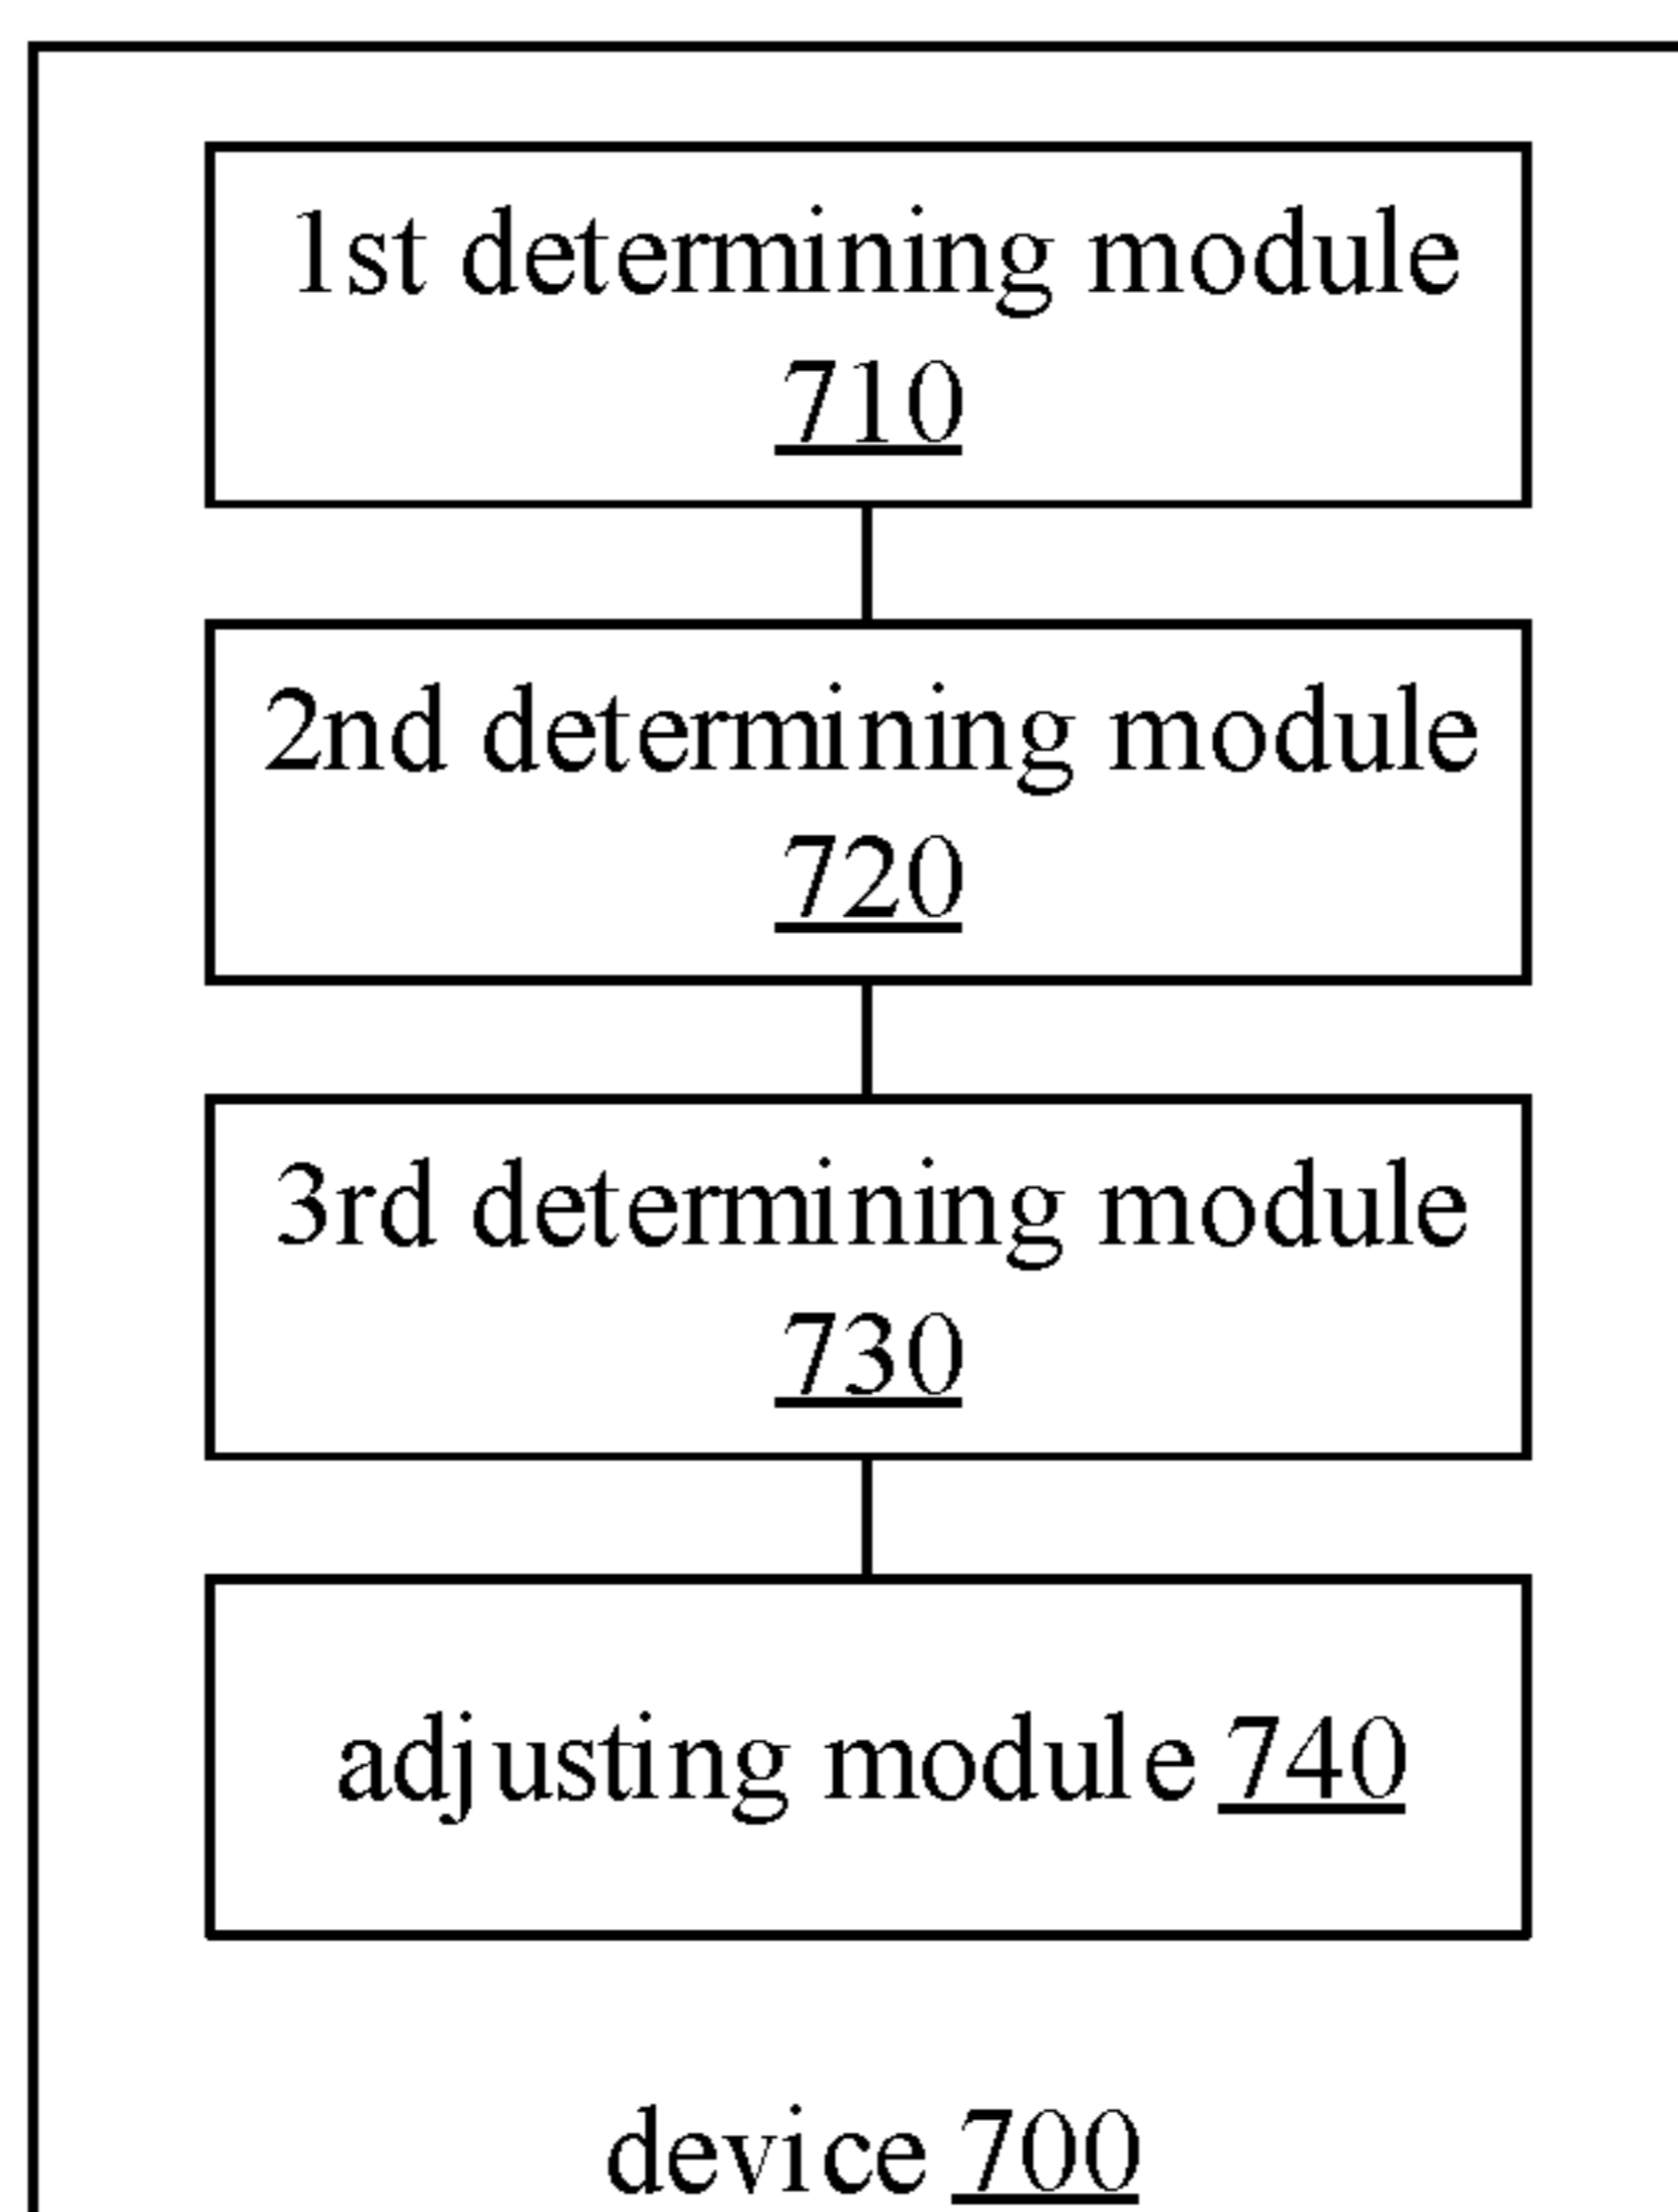 1st determining module
710
2nd determining module
720
3rd determining module
730
adjusting module 740
device 700